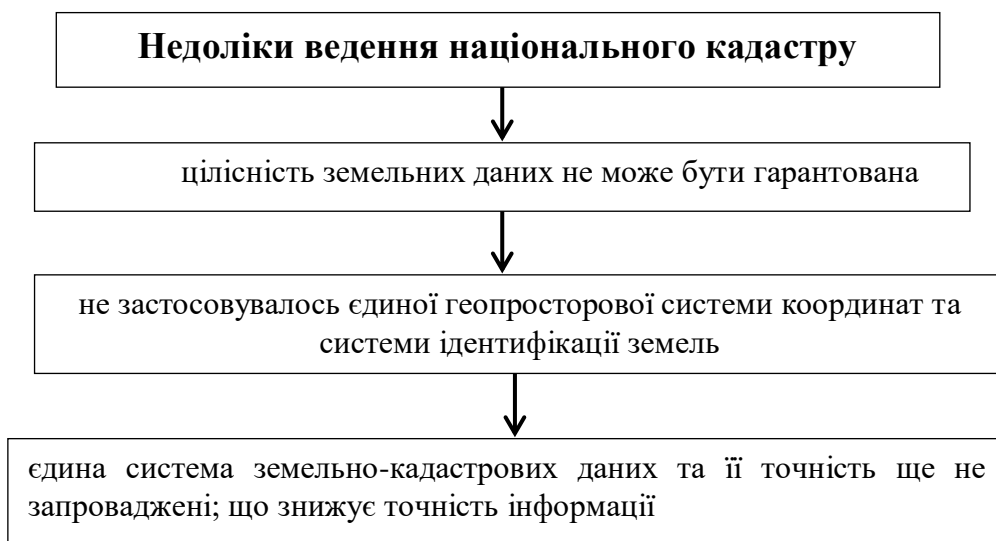 Недоліки ведення національного кадастру
цілісність земельних даних не може бути гарантована
не застосовувалось єдиної геопросторової системи координат та
системи ідентифікації земель
єдина система земельно-кадастрових даних та її точність ще не
запроваджені; що знижує точність інформації